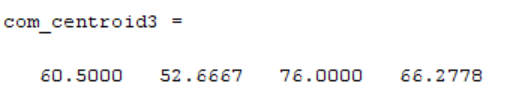 com_centroid3 =
60.5000 52.6667 76.0000 66.2778